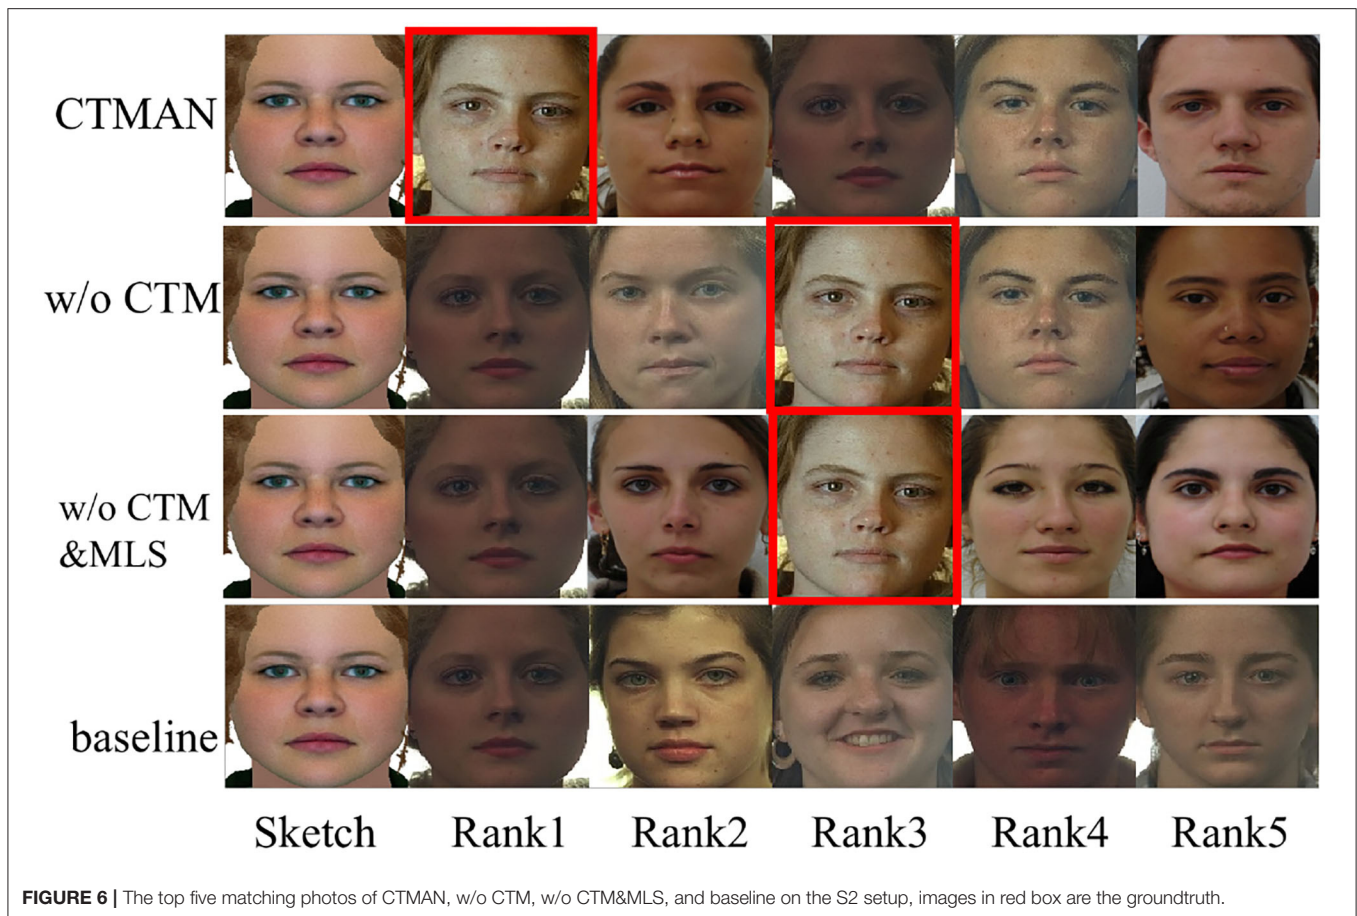 CTMAN
w/o CTM
w/o CTM
&MLS
baseline
Sketch Rank1 Rank2 Rank3 Rank4 Rank5
FIGURE 6 | The top five matching photos of CTMAN, w/o CTM, w/o CTM&MLS, and baseline on the S2 setup, images in red box are the groundtruth.